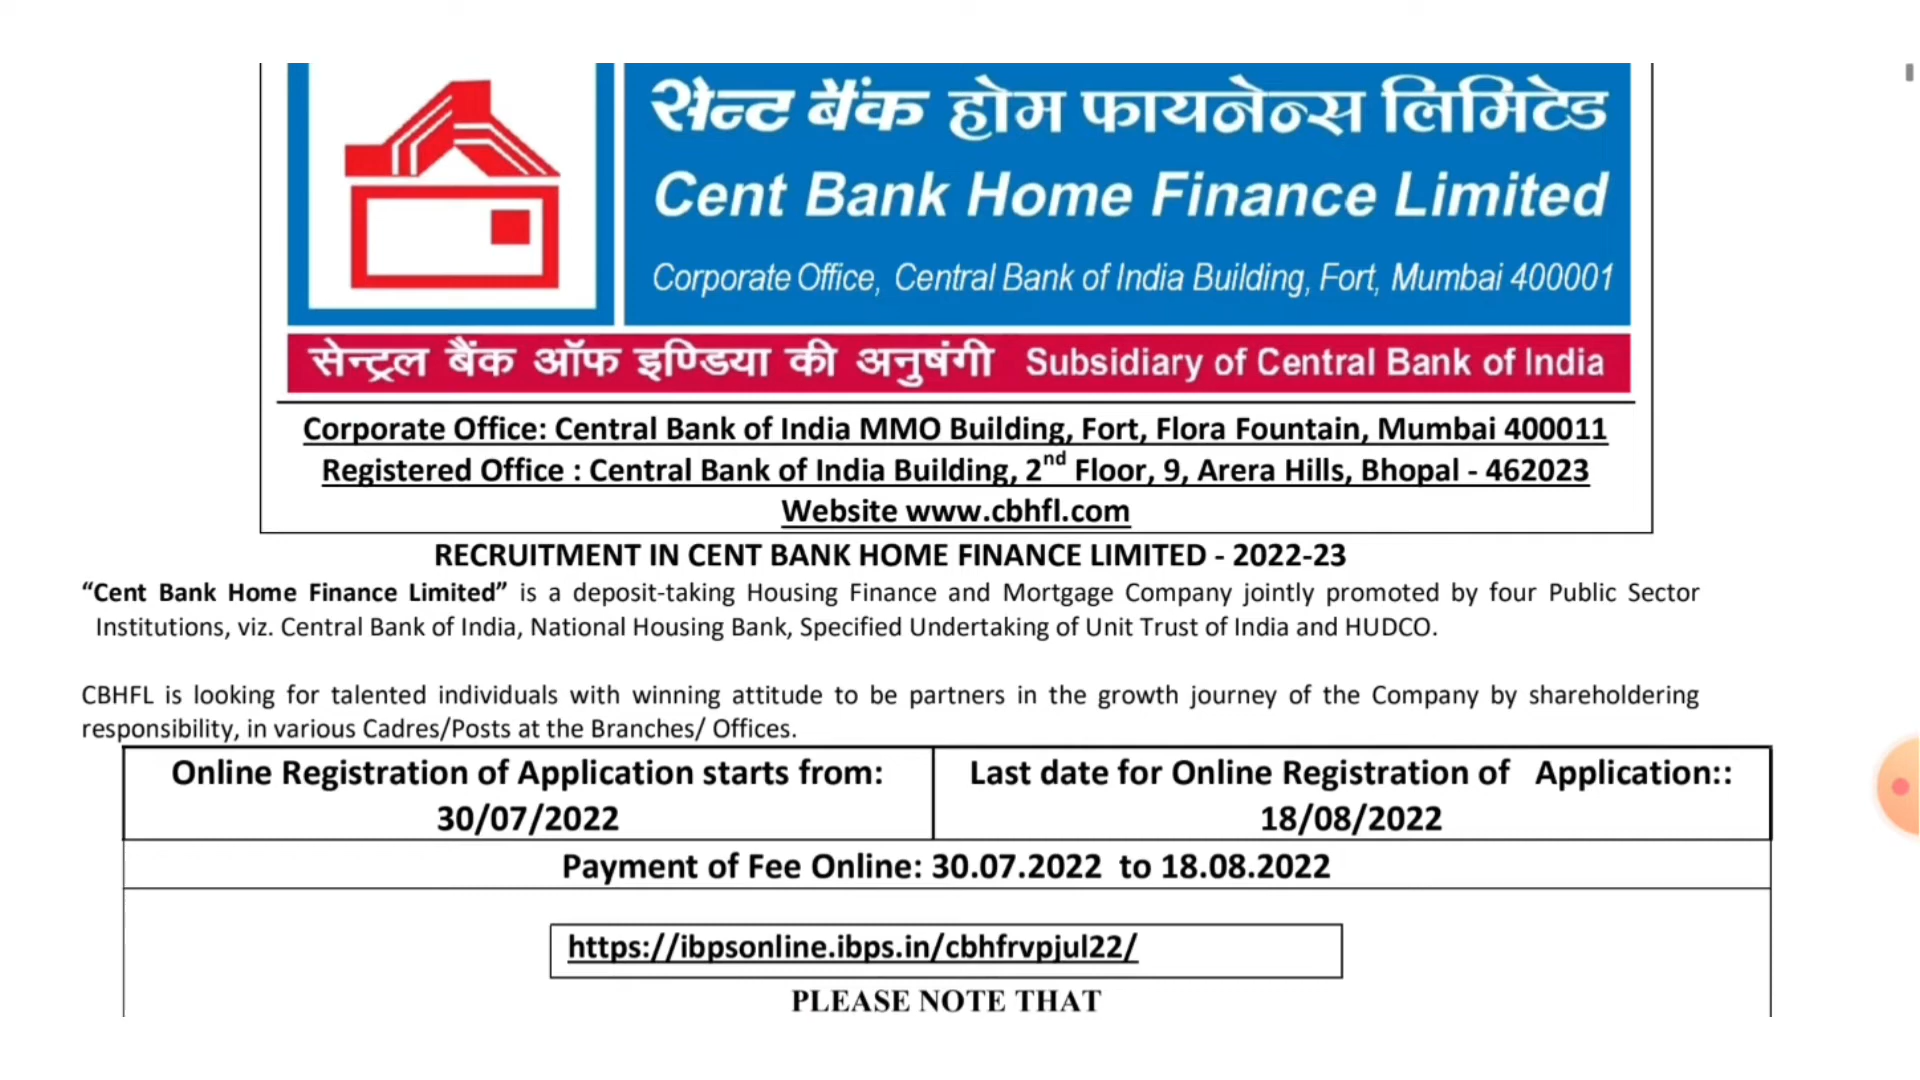 सेन्ट बैंक होम फायनेन्स लिमिटेड
Cent Bank Home Finance Limited
Corporate Office, Central Bank of India Building, Fort, Mumbai 400001
सेन्ट्रल बैंक ऑफ इण्डिया की अनुषंगी Subsidiary of Central Bank of India
Corporate Office: Central Bank of India MMO Building, Fort, Flora Fountain, Mumbai 400011
Registered Office : Central Bank of India Building, 2nd Floor, 9, Arera Hills, Bhopal - 462023
Website www.cbhfl.com
RECRUITMENT IN CENT BANK HOME FINANCE LIMITED - 2022-23
“Cent Bank Home Finance Limited” is a deposit-taking Housing Finance and Mortgage Company jointly promoted by four Public Sector
Institutions, viz. Central Bank of India, National Housing Bank, Specified Undertaking of Unit Trust of India and HUDCO.
CBHFL is looking for talented individuals with winning attitude to be partners in the growth journey of the Company by shareholdering
responsibility, in various Cadres/Posts at the Branches/ Offices.
Online Registration of Application starts from:
30/07/2022
Last date for Online Registration of Application::
18/08/2022
Payment of Fee Online: 30.07.2022 to 18.08.2022
https://ibpsonline.ibps.in/cbhfrvpjul22/
PLEASE NOTE THAT